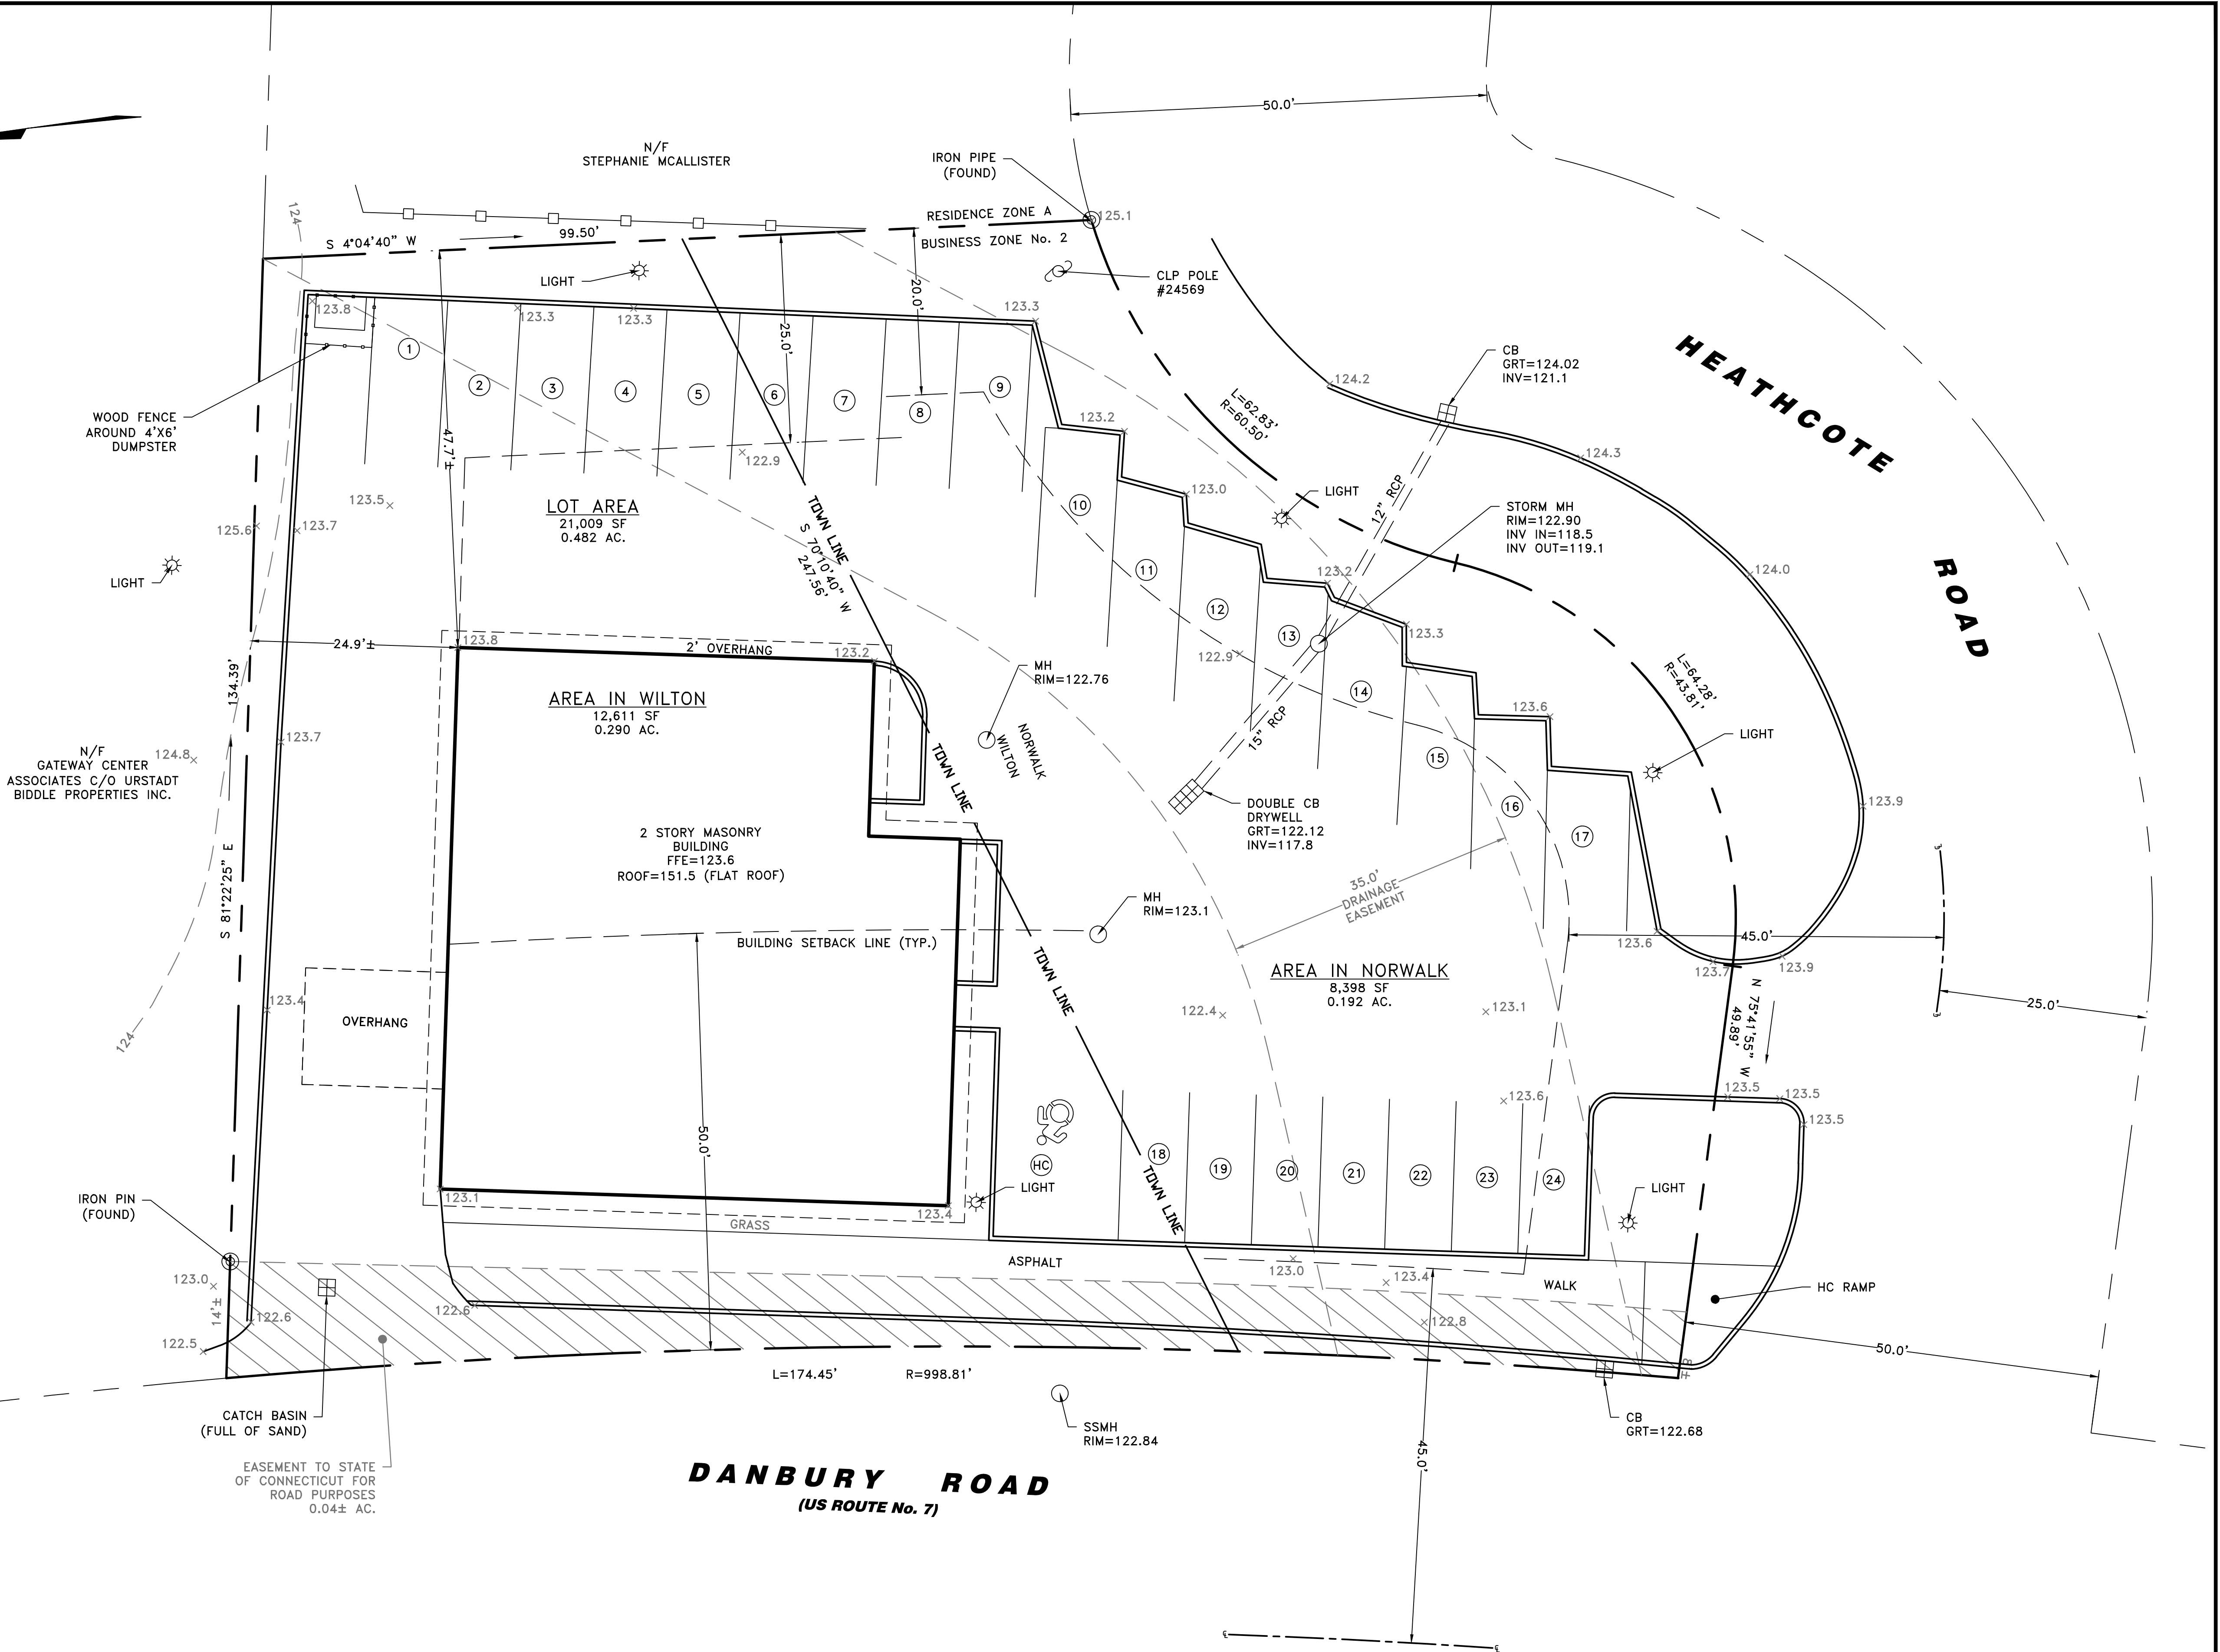 50.0'
N/F
STEPHANIE MCALLISTER
IRON PIPE
(FOUND)
125.1
124
RESIDENCE ZONE A
BUSINESS ZONE No. 2
S 4°04'40" W
99.50'
LIGHT
CLP POLE
#24569
20.0'
25.0'
47.7'±
123.8
123.3
123.3
123.3
1
2
3
4
5
6
7
8
9
WOOD FENCE
AROUND 4'X6'
DUMPSTER
123.2
124.2
CB
GRT=124.02
INV=121.1
HEATHCOTE
ROAD
L=62.83'
R=60.50'
124.3
122.9
123.5
125.6
123.7
LOT AREA
21,009 SF
0.482 AC.
TOWN LINE
S 70°10'40" W
247.56'
10
123.0
LIGHT
12" RCP
STORM MH
RIM=122.90
INV IN=118.5
INV OUT=119.1
11
12
13
14
15
16
17
123.2
124.0
LIGHT
24.9'±
123.8
2' OVERHANG
123.2
122.9
123.3
134.39'
AREA IN WILTON
12,611 SF
0.290 AC.
MH
RIM=122.76
NORWALK
WILTON
15" RCP
L=64.28'
R=43.81'
123.6
LIGHT
123.7
N/F
GATEWAY CENTER
ASSOCIATES C/O URSTADT
BIDDLE PROPERTIES INC.
124.8
TOWN LINE
DOUBLE CB
DRYWELL
GRT=122.12
INV=117.8
123.9
2 STORY MASONRY
BUILDING
FFE=123.6
ROOF=151.5 (FLAT ROOF)
S 81°22'25" E
35.0'
DRAINAGE
EASEMENT
MH
RIM=123.1
BUILDING SETBACK LINE (TYP.)
45.0'
123.6
123.7
123.9
TOWN LINE
AREA IN NORWALK
8,398 SF
0.192 AC.
123.4
OVERHANG
122.4
123.1
N 75°41'55" W
49.89'
25.0'
124
50.0'
HC
18
19
20
21
22
23
24
123.6
123.5
123.5
123.5
TOWN LINE
LIGHT
LIGHT
IRON PIN
(FOUND)
123.1
123.4
GRASS
ASPHALT
WALK
HC RAMP
123.0
14'±
122.6
122.5
122.6
123.0
123.4
122.8
50.0'
L=174.45'
R=998.81'
CATCH BASIN
(FULL OF SAND)
SSMH
RIM=122.84
CB
GRT=122.68
45.0'
EASEMENT TO STATE
OF CONNECTICUT FOR
ROAD PURPOSES
0.04± AC.
DANBURY ROAD
(US ROUTE No. 7)